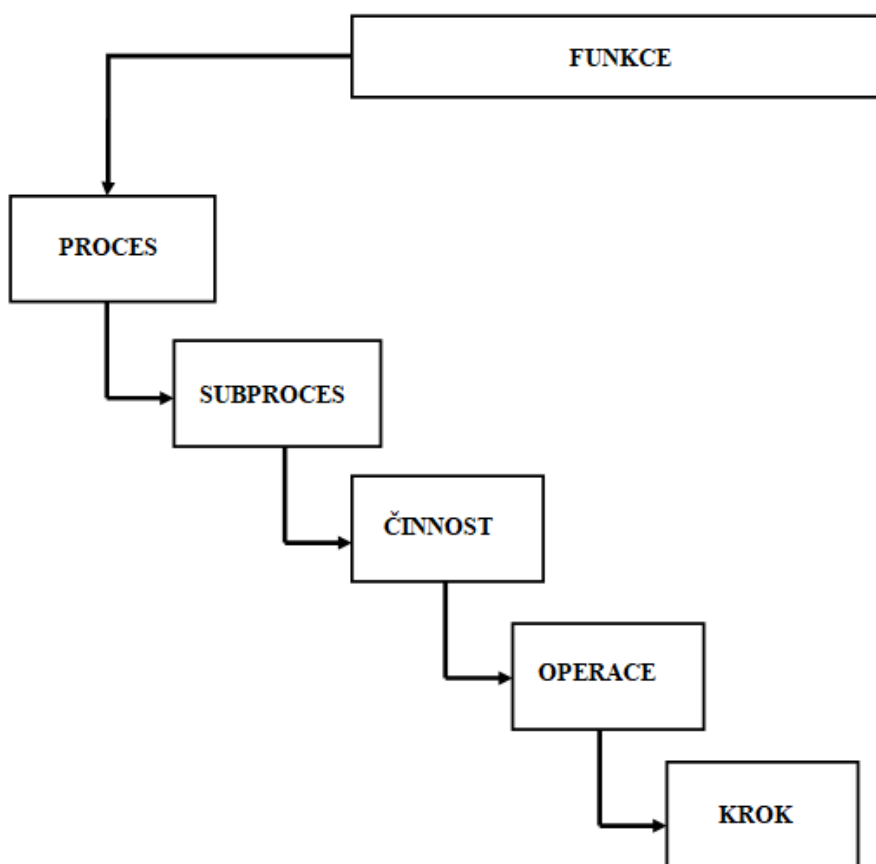 FUNKCE
PROCES
SUBPROCES
ČINNOST
OPERACE
KROK